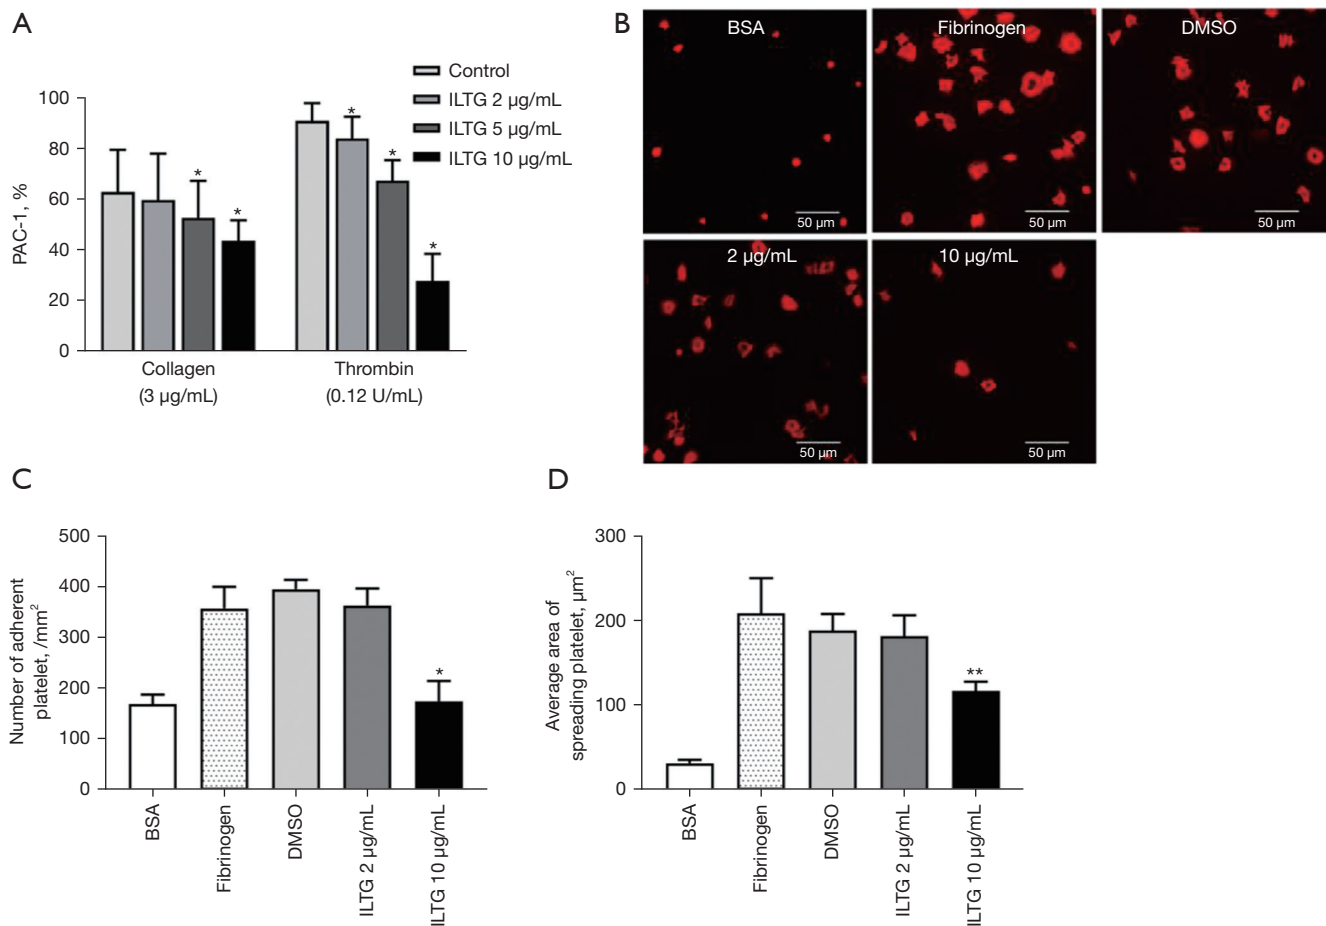 A
Control
ILTG 2 µg/mL
ILTG 5 µg/mL
ILTG 10 µg/mL
PAC-1, %
100
80
60
40
20
0
*
*
*
*
*
Collagen
(3 µg/mL)
Thrombin
(0.12 U/mL)
B
BSA
50 µm
Fibrinogen
50 µm
DMSO
50 µm
2 µg/mL
50 µm
10 µg/mL
50 µm
C
Number of adherent
platelet, /mm²
500
400
300
200
100
0
*
BSA
Fibrinogen
DMSO
ILTG 2 µg/mL
ILTG 10 µg/mL
D
Average area of
spreading platelet, µm²
300
200
100
0
**
BSA
Fibrinogen
DMSO
ILTG 2 µg/mL
ILTG 10 µg/mL